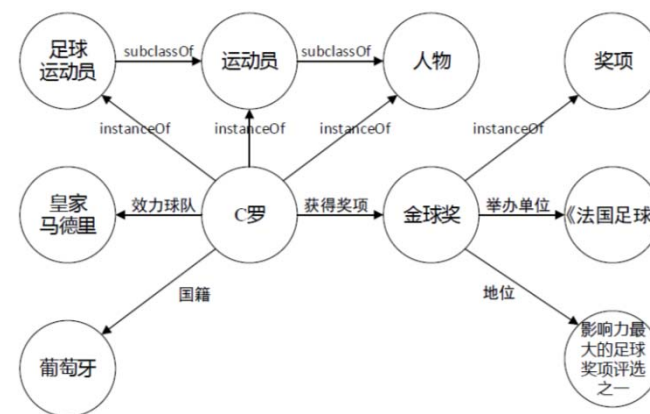 足球
运动员
subclassOf
运动员
subclassOf
人物
奖项
instanceOf
instanceOf
instanceOf
instanceOf
皇家
马德里
效力球队
C罗
获得奖项
金球奖
举办单位
《法国足球
国籍
地位
葡萄牙
影响力最
大的足球
奖项评选
之一